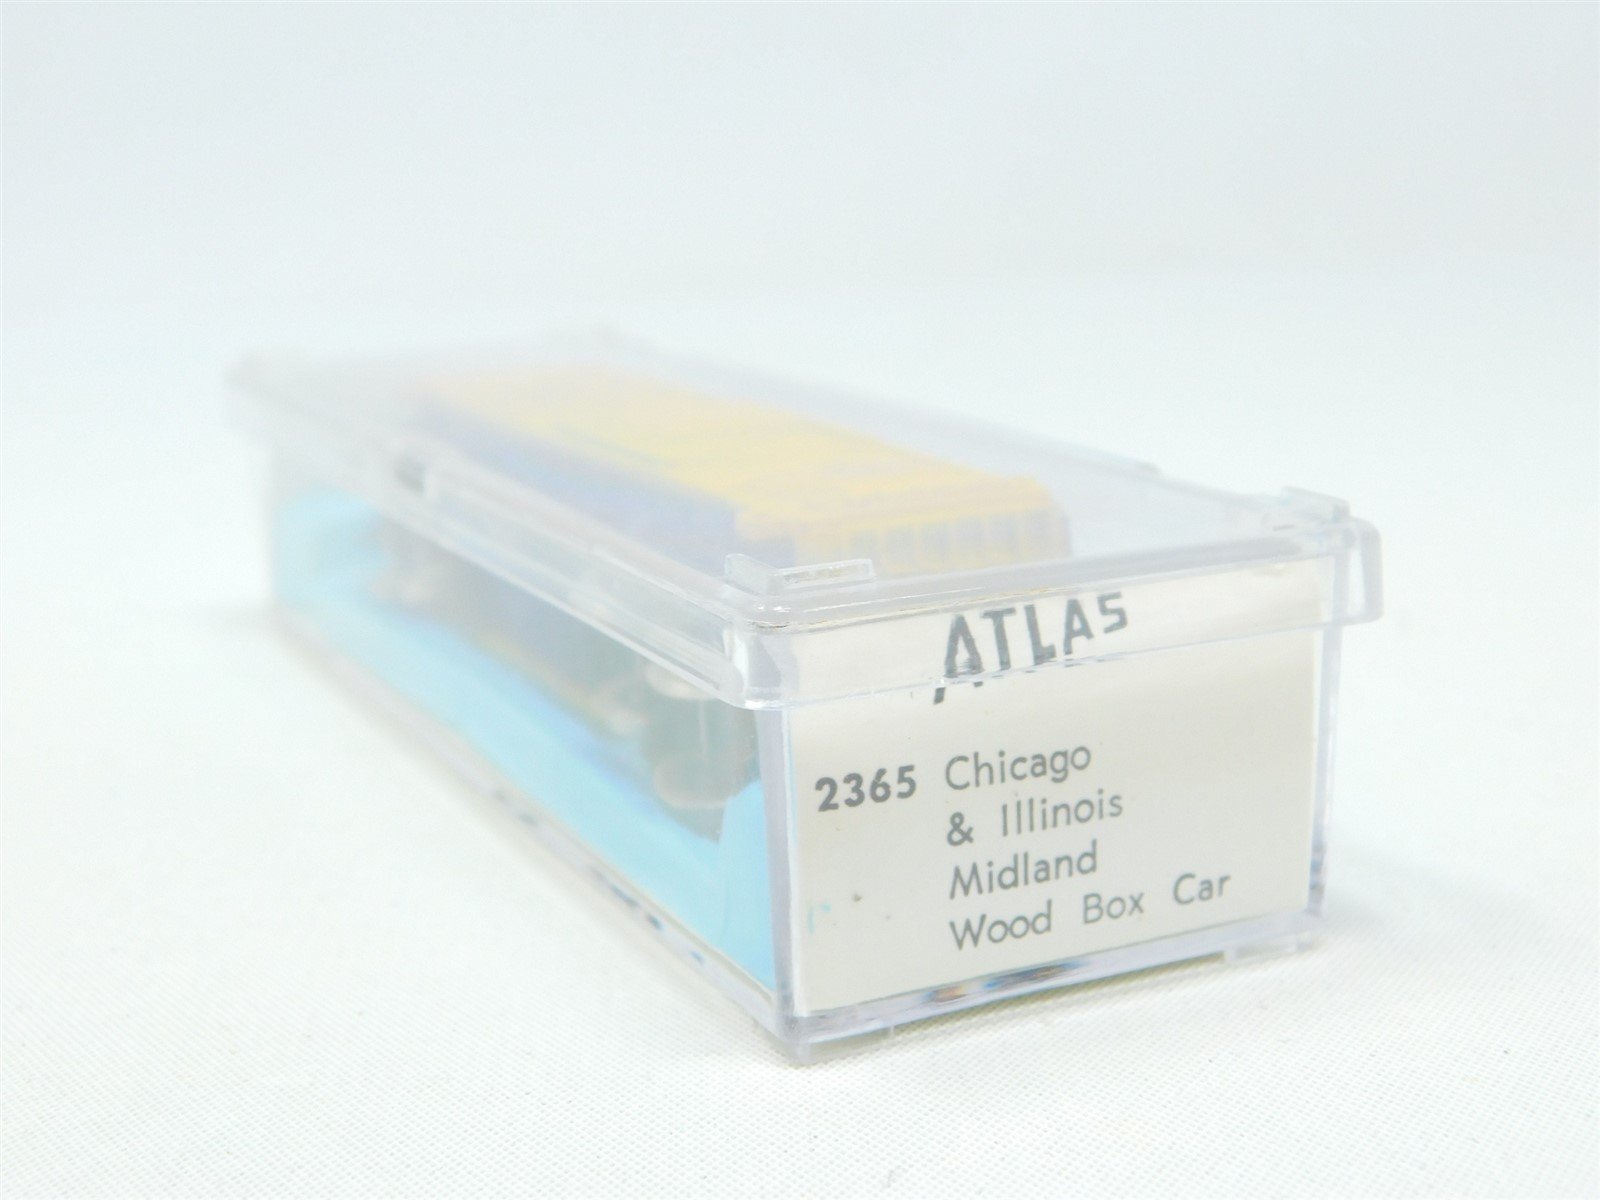 ATLAS
2365 Chicago
& Illinois
Midland
Wood Box Car